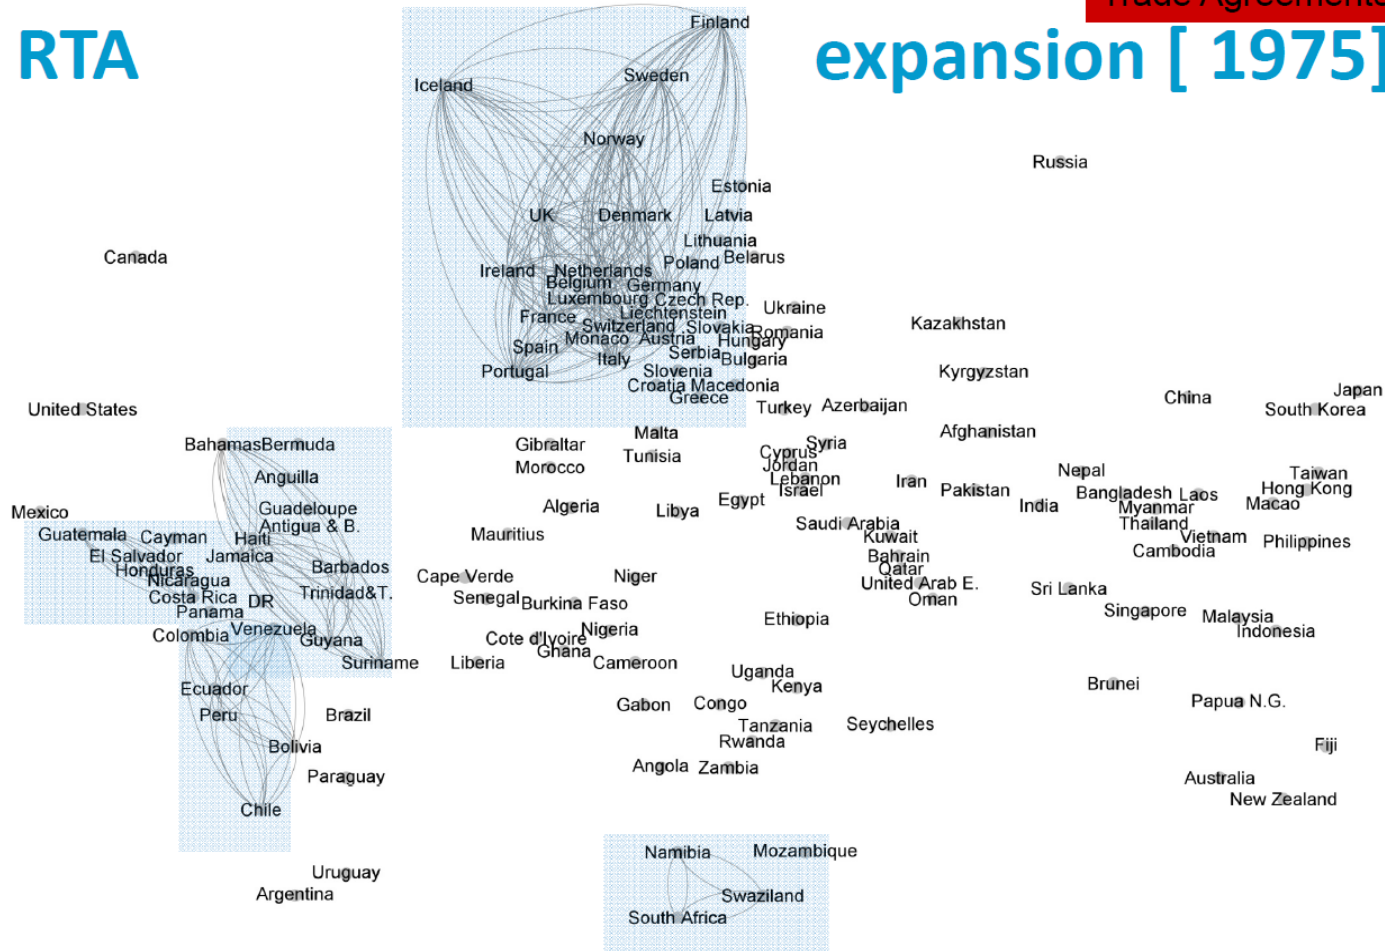 Trade Agreements
RTA expansion [ 1975]
Finland
Sweden
Iceland
Norway
Russia
Estonia
UK
Denmark
Latvia
Lithuania
Canada
Belarus
Poland
Ireland
Netherlands
Belgium
Germany
Luxembourg
Czech Rep.
Ukraine
Liechtenstein
France
Kazakhstan
Switzerland
Slovakia
Romania
Monaco
Austria
Hungary
Spain
Serbia
Italy
Bulgaria
Portugal
Slovenia
Kyrgyzstan
Croatia
Macedonia
Greece
China
Japan
United States
Turkey
Azerbaijan
South Korea
Malta
Afghanistan
Bahamas
Bermuda
Gibraltar
Syria
Tunisia
Cyprus
Morocco
Jordan
Nepal
Taiwan
Anguilla
Lebanon
Iran
Israel
Pakistan
Hong Kong
Bangladesh
Laos
Egypt
Macao
Guadeloupe
Algeria
India
Myanmar
Mexico
Libya
Antigua & B.
Saudi Arabia
Thailand
Guatemala
Cayman
Haiti
Mauritius
Kuwait
Vietnam
Philippines
El Salvador
Jamaica
Bahrain
Cambodia
Honduras
Barbados
Qatar
Nicaragua
Cape Verde
Niger
United Arab E.
Sri Lanka
Trinidad&T.
Costa Rica
DR
Senegal
Burkina Faso
Oman
Panama
Singapore
Malaysia
Ethiopia
Venezuela
Nigeria
Indonesia
Colombia
Guyana
Cote d'Ivoire
Ghana
Suriname
Liberia
Cameroon
Uganda
Ecuador
Kenya
Brunei
Gabon
Congo
Papua N.G.
Peru
Brazil
Tanzania
Seychelles
Rwanda
Bolivia
Fiji
Angola
Zambia
Paraguay
Australia
New Zealand
Chile
Namibia
Mozambique
Uruguay
Argentina
Swaziland
South Africa